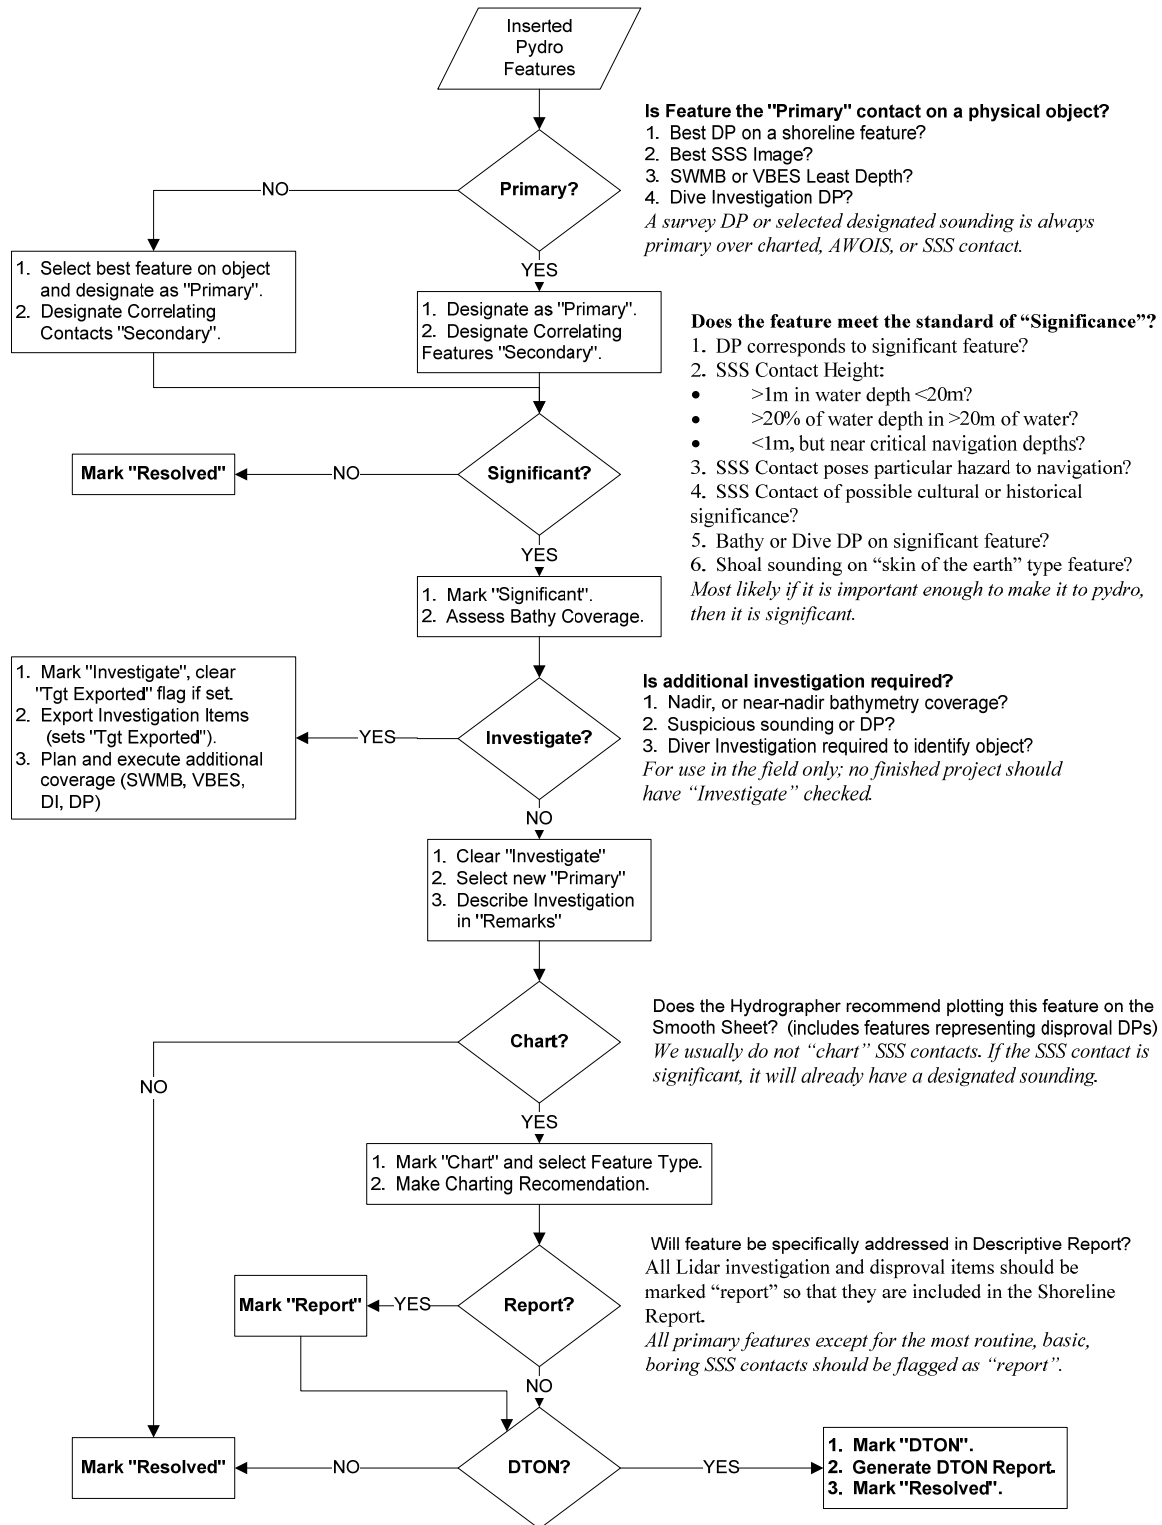 Inserted
Pydro
Features
Is Feature the "Primary" contact on a physical object?
1. Best DP on a shoreline feature?
2. Best SSS Image?
3. SWMB or VBES Least Depth?
4. Dive Investigation DP?
A survey DP or selected designated sounding is always
primary over charted, AWOIS, or SSS contact.
Primary?
NO
YES
1. Select best feature on object
and designate as "Primary".
2. Designate Correlating
Contacts "Secondary".
1. Designate as "Primary".
2. Designate Correlating
Features "Secondary".
Does the feature meet the standard of “Significance”?
1. DP corresponds to significant feature?
2. SSS Contact Height:
• >1m in water depth <20m?
• >20% of water depth in >20m of water?
• <1m, but near critical navigation depths?
3. SSS Contact poses particular hazard to navigation?
4. SSS Contact of possible cultural or historical
significance?
5. Bathy or Dive DP on significant feature?
6. Shoal sounding on “skin of the earth” type feature?
Most likely if it is important enough to make it to pydro,
then it is significant.
Mark "Resolved"
NO
Significant?
YES
1. Mark "Significant".
2. Assess Bathy Coverage.
1. Mark "Investigate", clear
"Tgt Exported" flag if set.
2. Export Investigation Items
(sets "Tgt Exported").
3. Plan and execute additional
coverage (SWMB, VBES,
DI, DP)
YES
Investigate?
Is additional investigation required?
1. Nadir, or near-nadir bathymetry coverage?
2. Suspicious sounding or DP?
3. Diver Investigation required to identify object?
For use in the field only; no finished project should
have “Investigate” checked.
NO
1. Clear "Investigate"
2. Select new "Primary"
3. Describe Investigation
in "Remarks"
Does the Hydrographer recommend plotting this feature on the
Smooth Sheet? (includes features representing disproval DPs)
We usually do not “chart” SSS contacts. If the SSS contact is
significant, it will already have a designated sounding.
Chart?
NO
YES
1. Mark "Chart" and select Feature Type.
2. Make Charting Recomendation.
Will feature be specifically addressed in Descriptive Report?
All Lidar investigation and disproval items should be
marked “report” so that they are included in the Shoreline
Report.
All primary features except for the most routine, basic,
boring SSS contacts should be flagged as “report”.
Mark "Report"
YES
Report?
NO
Mark "Resolved"
NO
DTON?
YES
1. Mark "DTON".
2. Generate DTON Report.
3. Mark "Resolved".